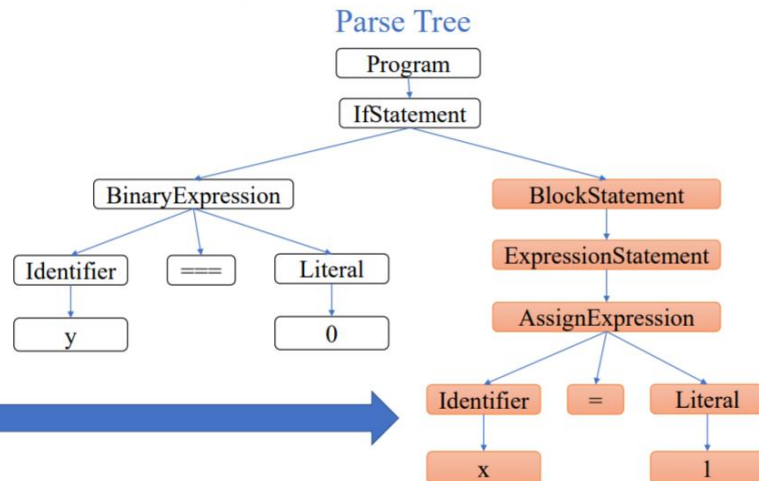 Parse Tree
Program
IfStatement
BinaryExpression
BlockStatement
Identifier
===
Literal
ExpressionStatement
y
0
AssignExpression
Identifier
=
Literal
x
1